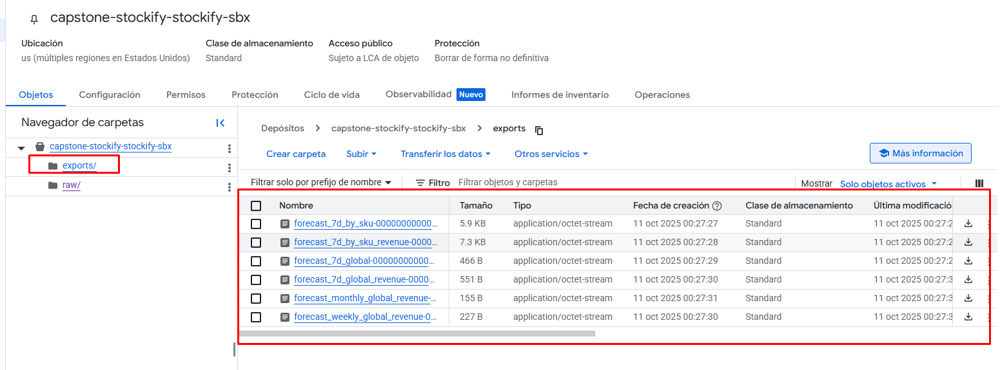 capstone-stockify-stockify-sbx
Ubicación Clase de almacenamiento Acceso público Protección
us (múltiples regiones en Estados Unidos) Standard Sujeto a LCA de objeto Borrar de forma no definitiva
Objetos Configuración Permisos Protección Ciclo de vida Observabilidad Nuevo Informes de inventario Operaciones
Navegador de carpetas
capstone-stockify-stockify-sbx
exports/
raw/
Depósitos > capstone-stockify-stockify-sbx > exports
Crear carpeta Subir Transferir los datos Otros servicios Más información
Filtrar solo por prefijo de nombre Filtro Filtrar objetos y carpetas Mostrar Solo objetos activos
Nombre Tamaño Tipo Fecha de creación Clase de almacenamiento Última modificació
forecast_7d_by_sku-00000000000… 5.9 KB application/octet-stream 11 oct 2025 00:27:27 Standard 11 oct 2025 00:27:2
forecast_7d_by_sku_revenue-0000… 7.3 KB application/octet-stream 11 oct 2025 00:27:28 Standard 11 oct 2025 00:27:2
forecast_7d_global-00000000000… 466 B application/octet-stream 11 oct 2025 00:27:29 Standard 11 oct 2025 00:27:2
forecast_7d_global_revenue-0000… 551 B application/octet-stream 11 oct 2025 00:27:30 Standard 11 oct 2025 00:27:3
forecast_monthly_global_revenue-… 155 B application/octet-stream 11 oct 2025 00:27:31 Standard 11 oct 2025 00:27:3
forecast_weekly_global_revenue-0… 227 B application/octet-stream 11 oct 2025 00:27:30 Standard 11 oct 2025 00:27:3